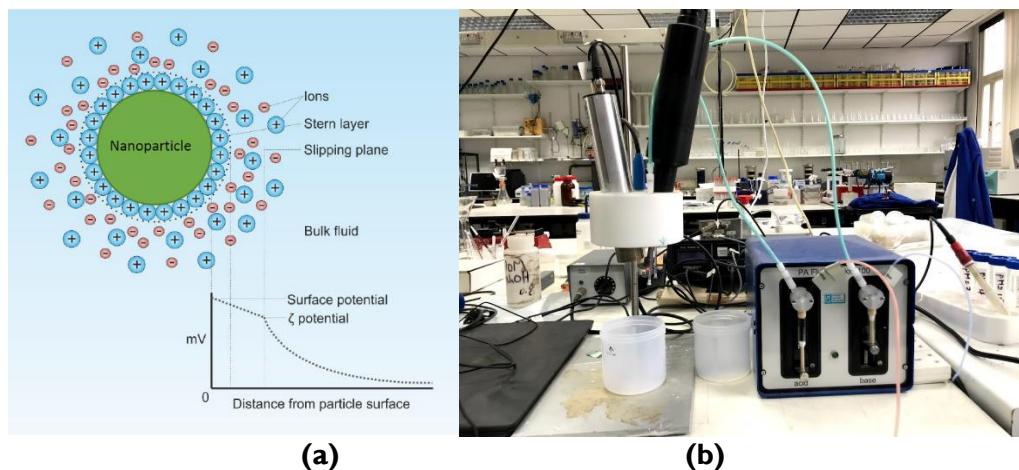 Nanoparticle
Ions
Stern layer
Slipping plane
Bulk fluid
Surface potential
ζ potential
mV
0
Distance from particle surface
acid
base
(a)
(b)